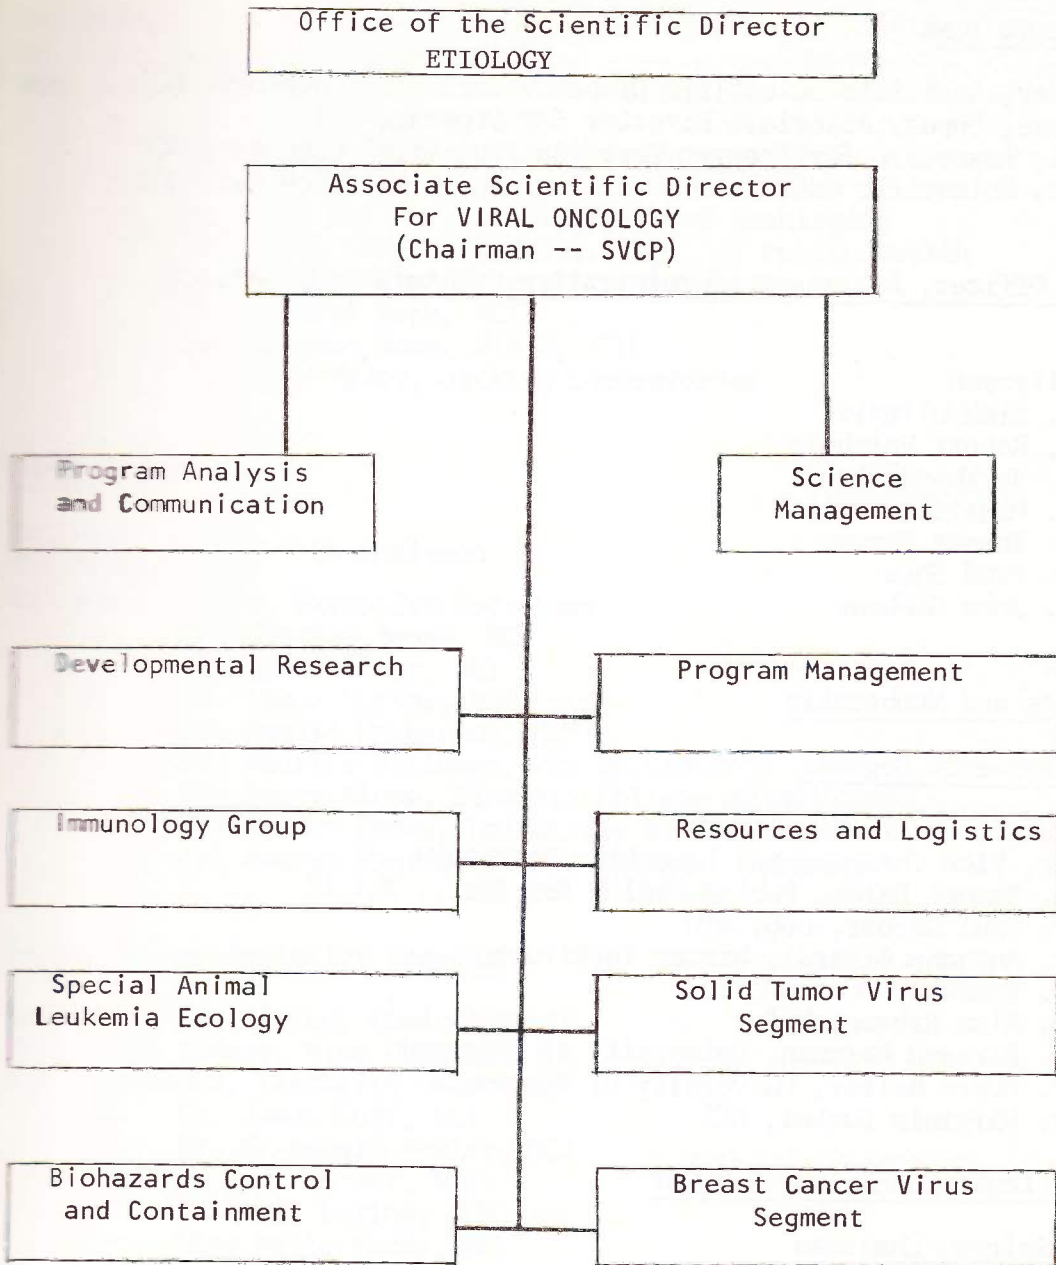 Office of the Scientific Director
ETIOLOGY
Associate Scientific Director
For VIRAL ONCOLOGY
(Chairman -- SVCP)
Program Analysis
and Communication
Science
Management
Developmental Research
Program Management
Immunology Group
Resources and Logistics
Special Animal
Leukemia Ecology
Solid Tumor Virus
Segment
Biohazards Control
and Containment
Breast Cancer Virus
Segment